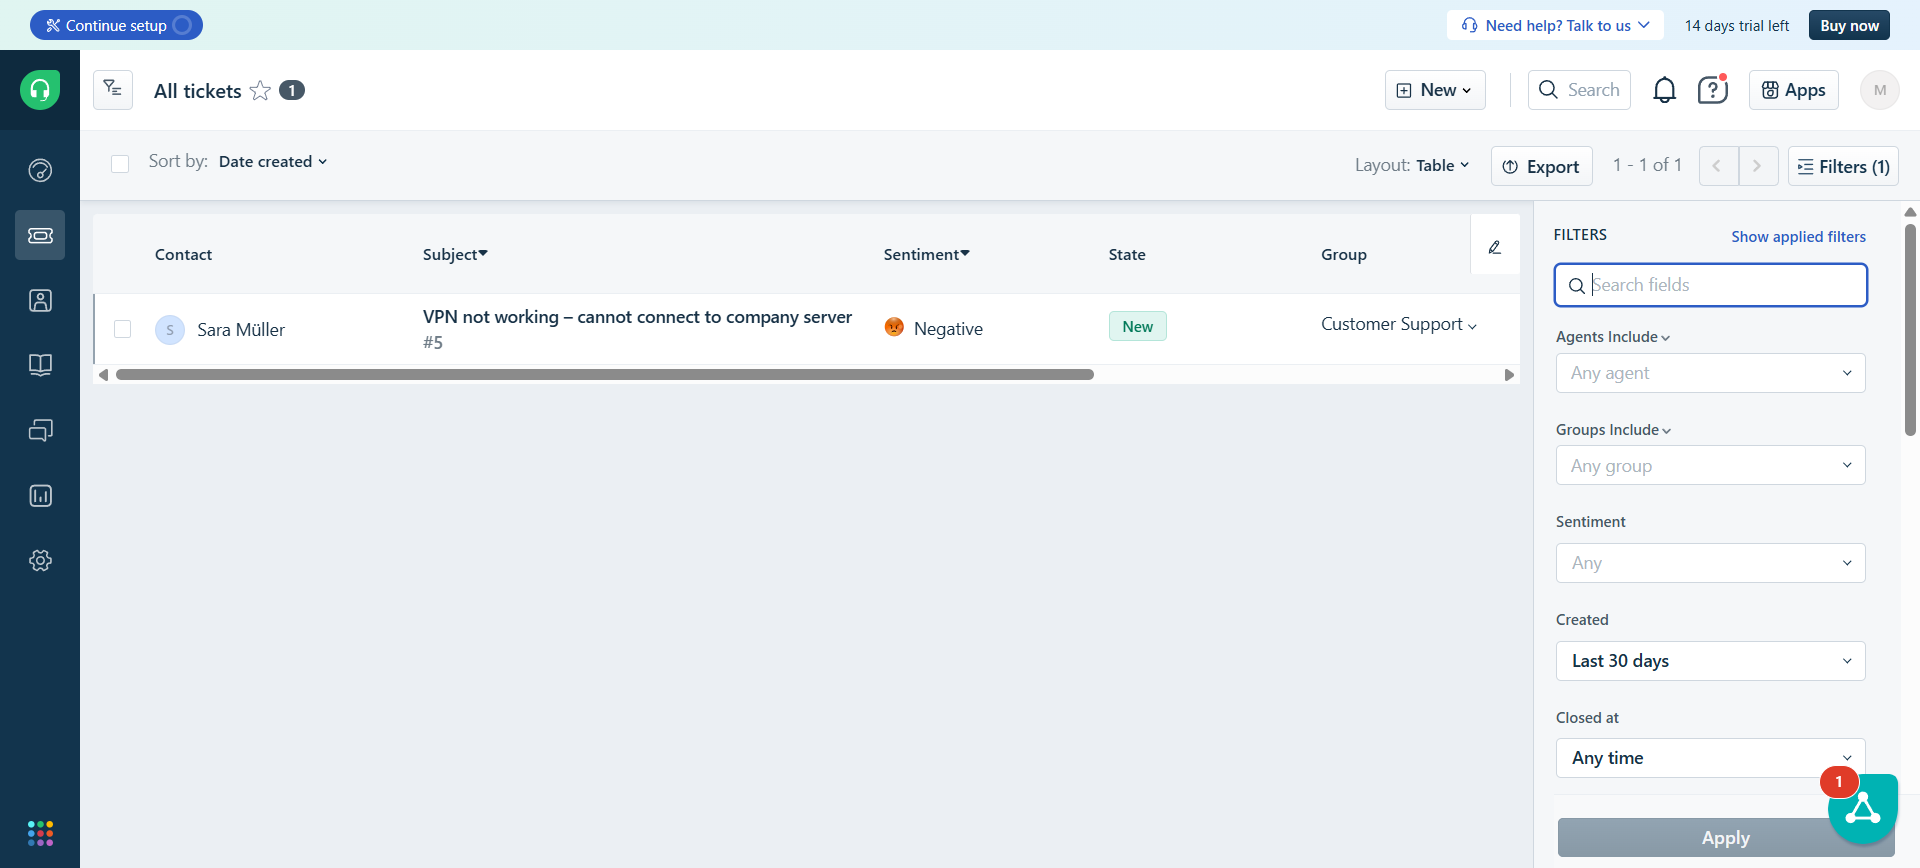 Continue setup
Need help? Talk to us
14 days trial left
Buy now
All tickets
1
New
Search
Apps
M
Sort by: Date created
Layout: Table
Export
1 - 1 of 1
Filters (1)
Contact
Subject
Sentiment
State
Group
S
Sara Müller
VPN not working – cannot connect to company server
#5
Negative
New
Customer Support
FILTERS
Show applied filters
Search fields
Agents Include
Any agent
Groups Include
Any group
Sentiment
Any
Created
Last 30 days
Closed at
Any time
1
Apply